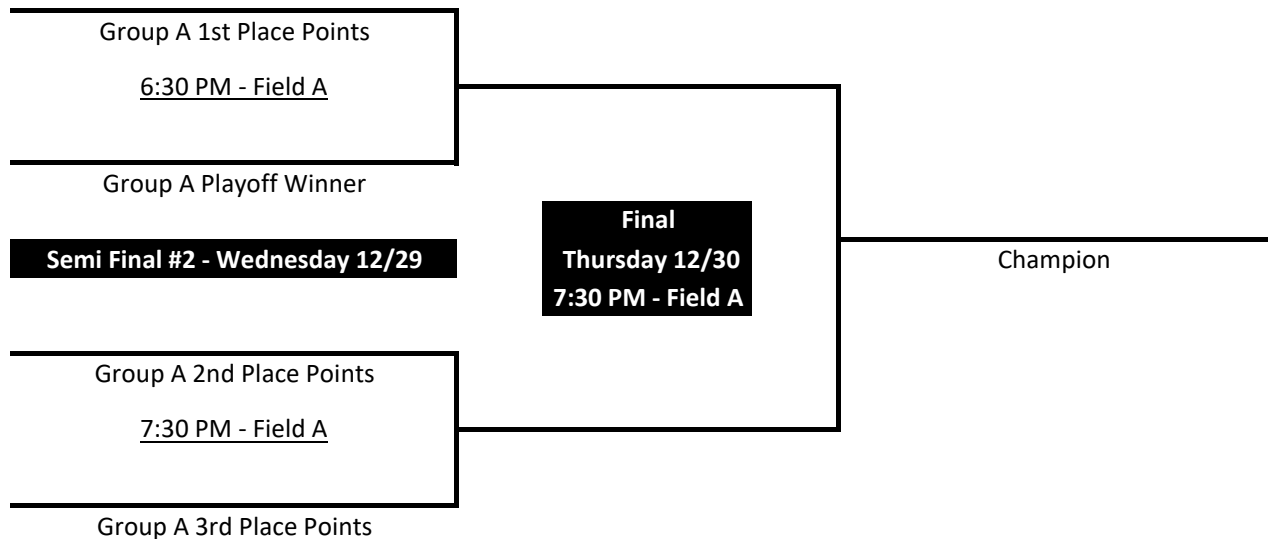 Group A 1st Place Points
6:30 PM - Field A
Group A Playoff Winner
Final
Semi Final #2 - Wednesday 12/29
Thursday 12/30
Champion
7:30 PM - Field A
Group A 2nd Place Points
7:30 PM - Field A
Group A 3rd Place Points